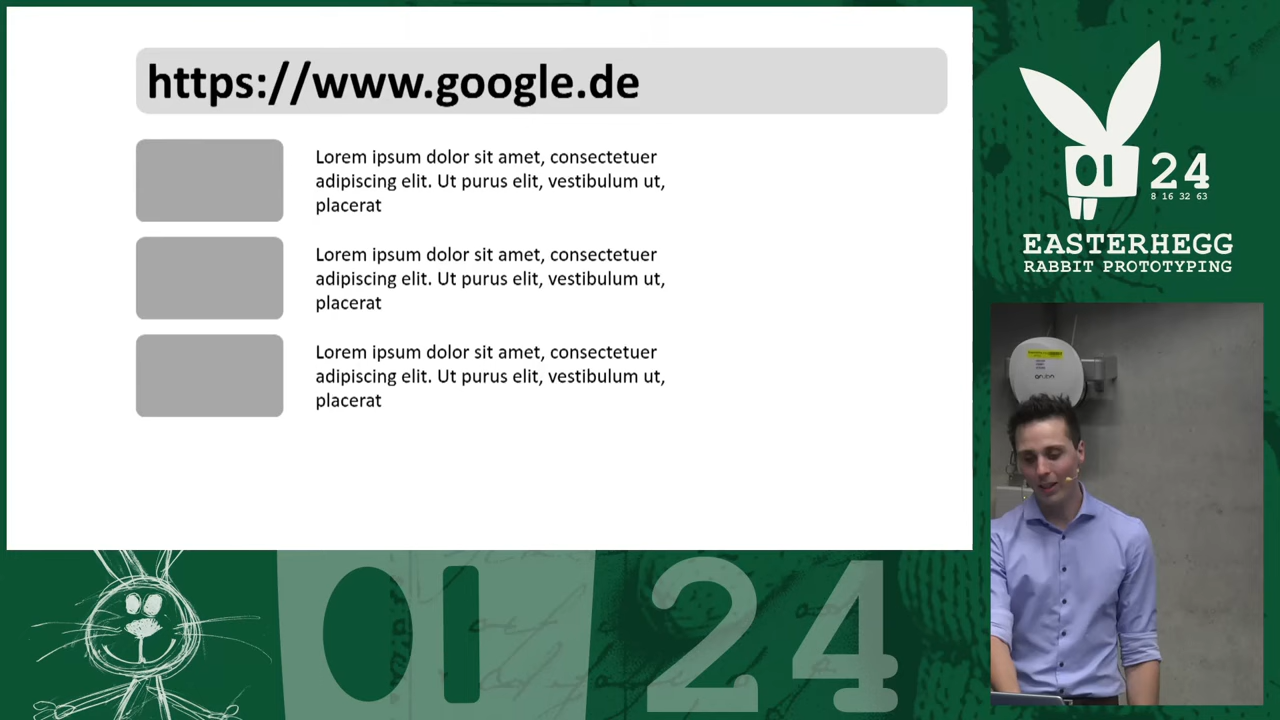 https://www.google.de
Lorem ipsum dolor sit amet, consectetuer
adipiscing elit. Ut purus elit, vestibulum ut,
placerat
Lorem ipsum dolor sit amet, consectetuer
adipiscing elit. Ut purus elit, vestibulum ut,
placerat
Lorem ipsum dolor sit amet, consectetuer
adipiscing elit. Ut purus elit, vestibulum ut,
placerat
24
8 16 32 63
EASTERHEGG
RABBIT PROTOTYPING
24